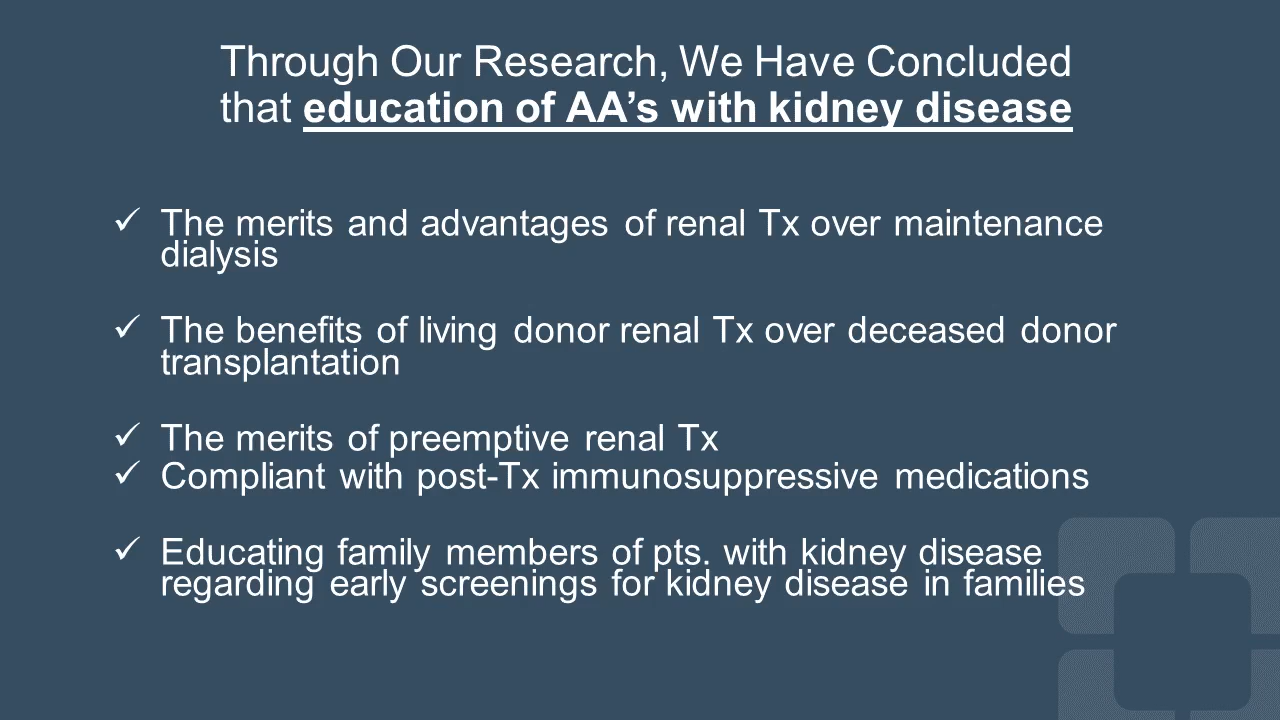 Through Our Research, We Have Concluded
that education of AA’s with kidney disease
✓ The merits and advantages of renal Tx over maintenance
dialysis
✓ The benefits of living donor renal Tx over deceased donor
transplantation
✓ The merits of preemptive renal Tx
✓ Compliant with post-Tx immunosuppressive medications
✓ Educating family members of pts. with kidney disease
regarding early screenings for kidney disease in families